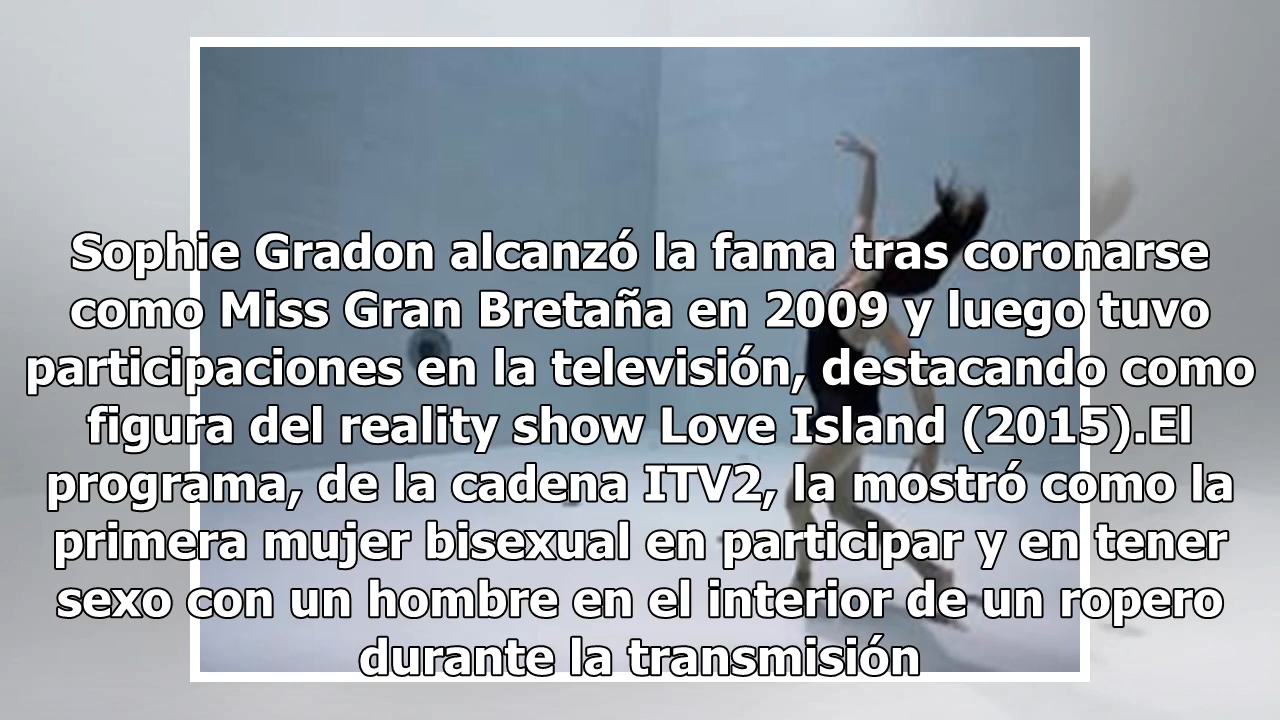 Sophie Gradon alcanzó la fama tras coronarse
como Miss Gran Bretaña en 2009 y luego tuvo
participaciones en la televisión, destacando como
figura del reality show Love Island (2015).El
programa, de la cadena ITV2, la mostró como la
primera mujer bisexual en participar y en tener
sexo con un hombre en el interior de un ropero
durante la transmisión